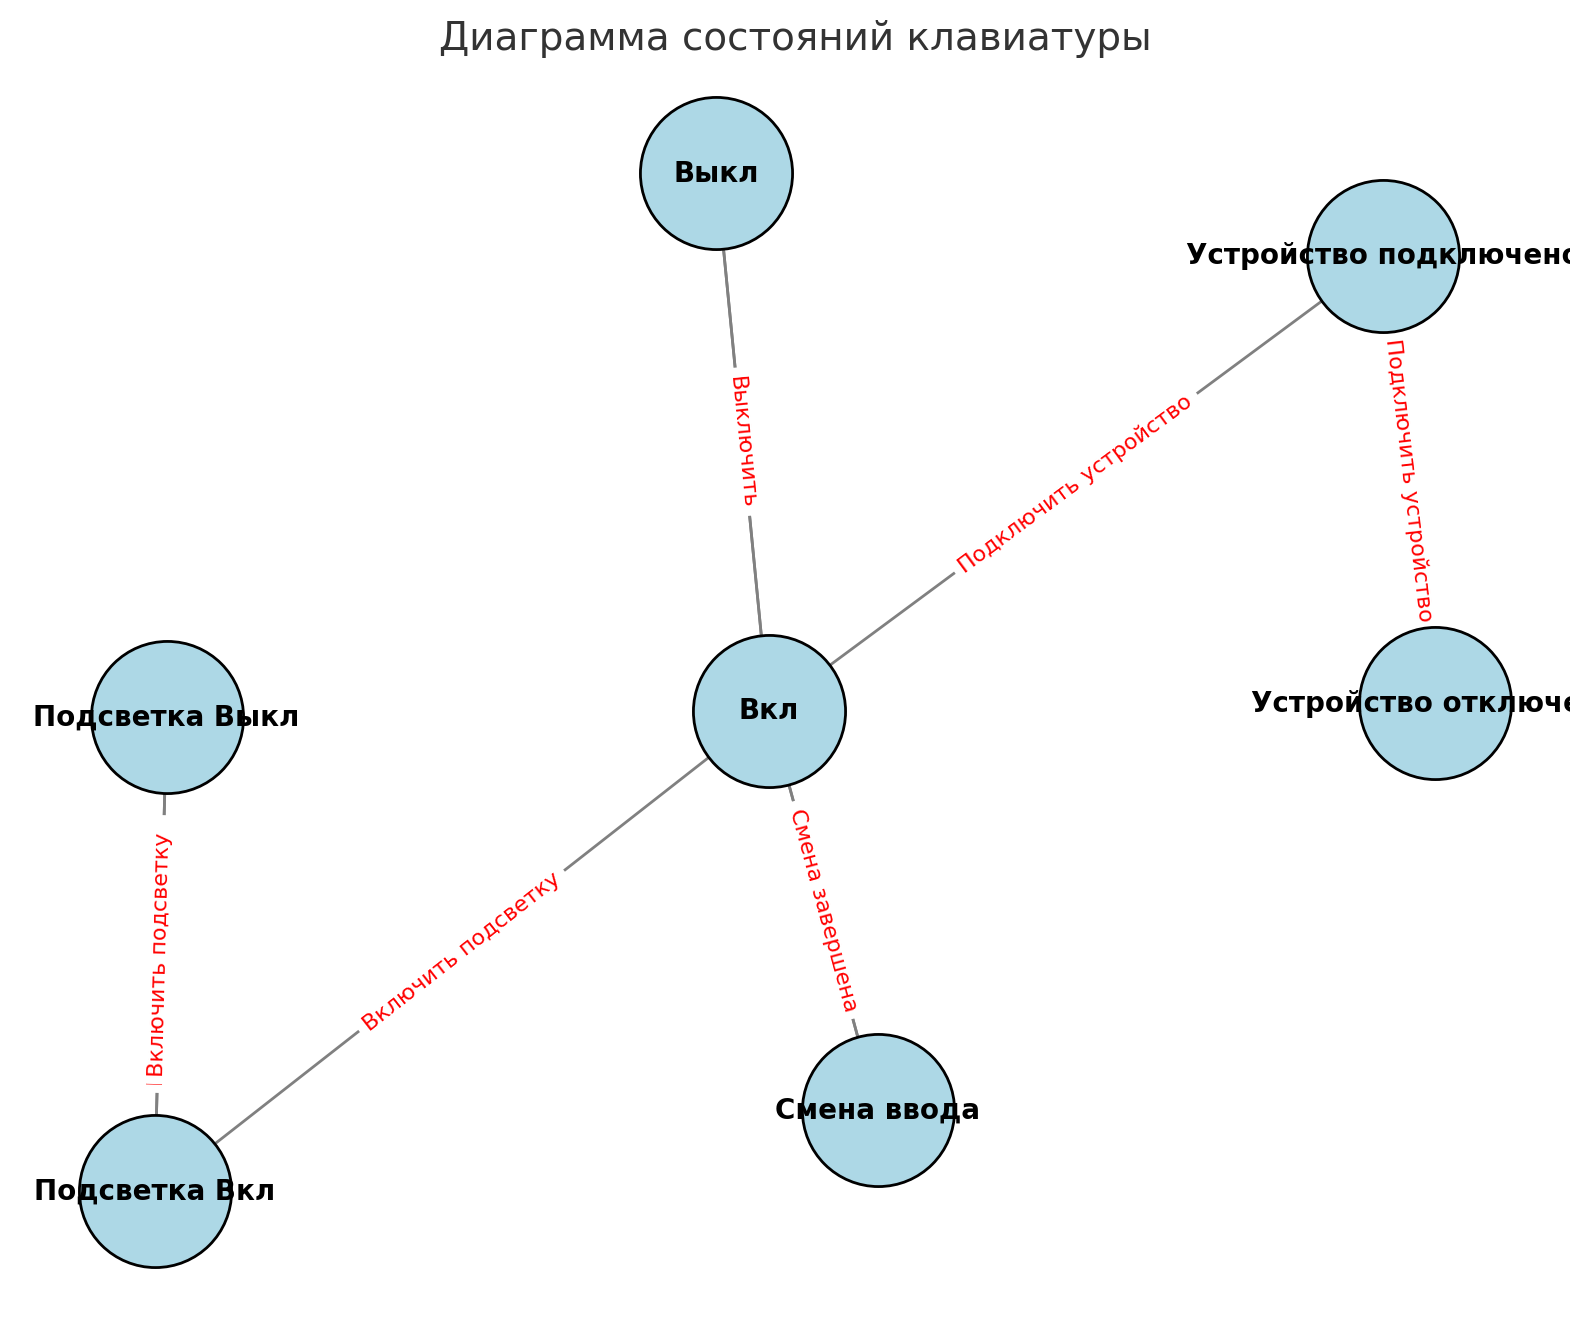 Диаграмма состояний клавиатуры
Выкл
Устройство подключено
Выключить
Подключить устройство
Подключить устройство
Подсветка Выкл
Вкл
Устройство отключе
Включить подсветку
Включить подсветку
Смена завершена
Смена ввода
Подсветка Вкл